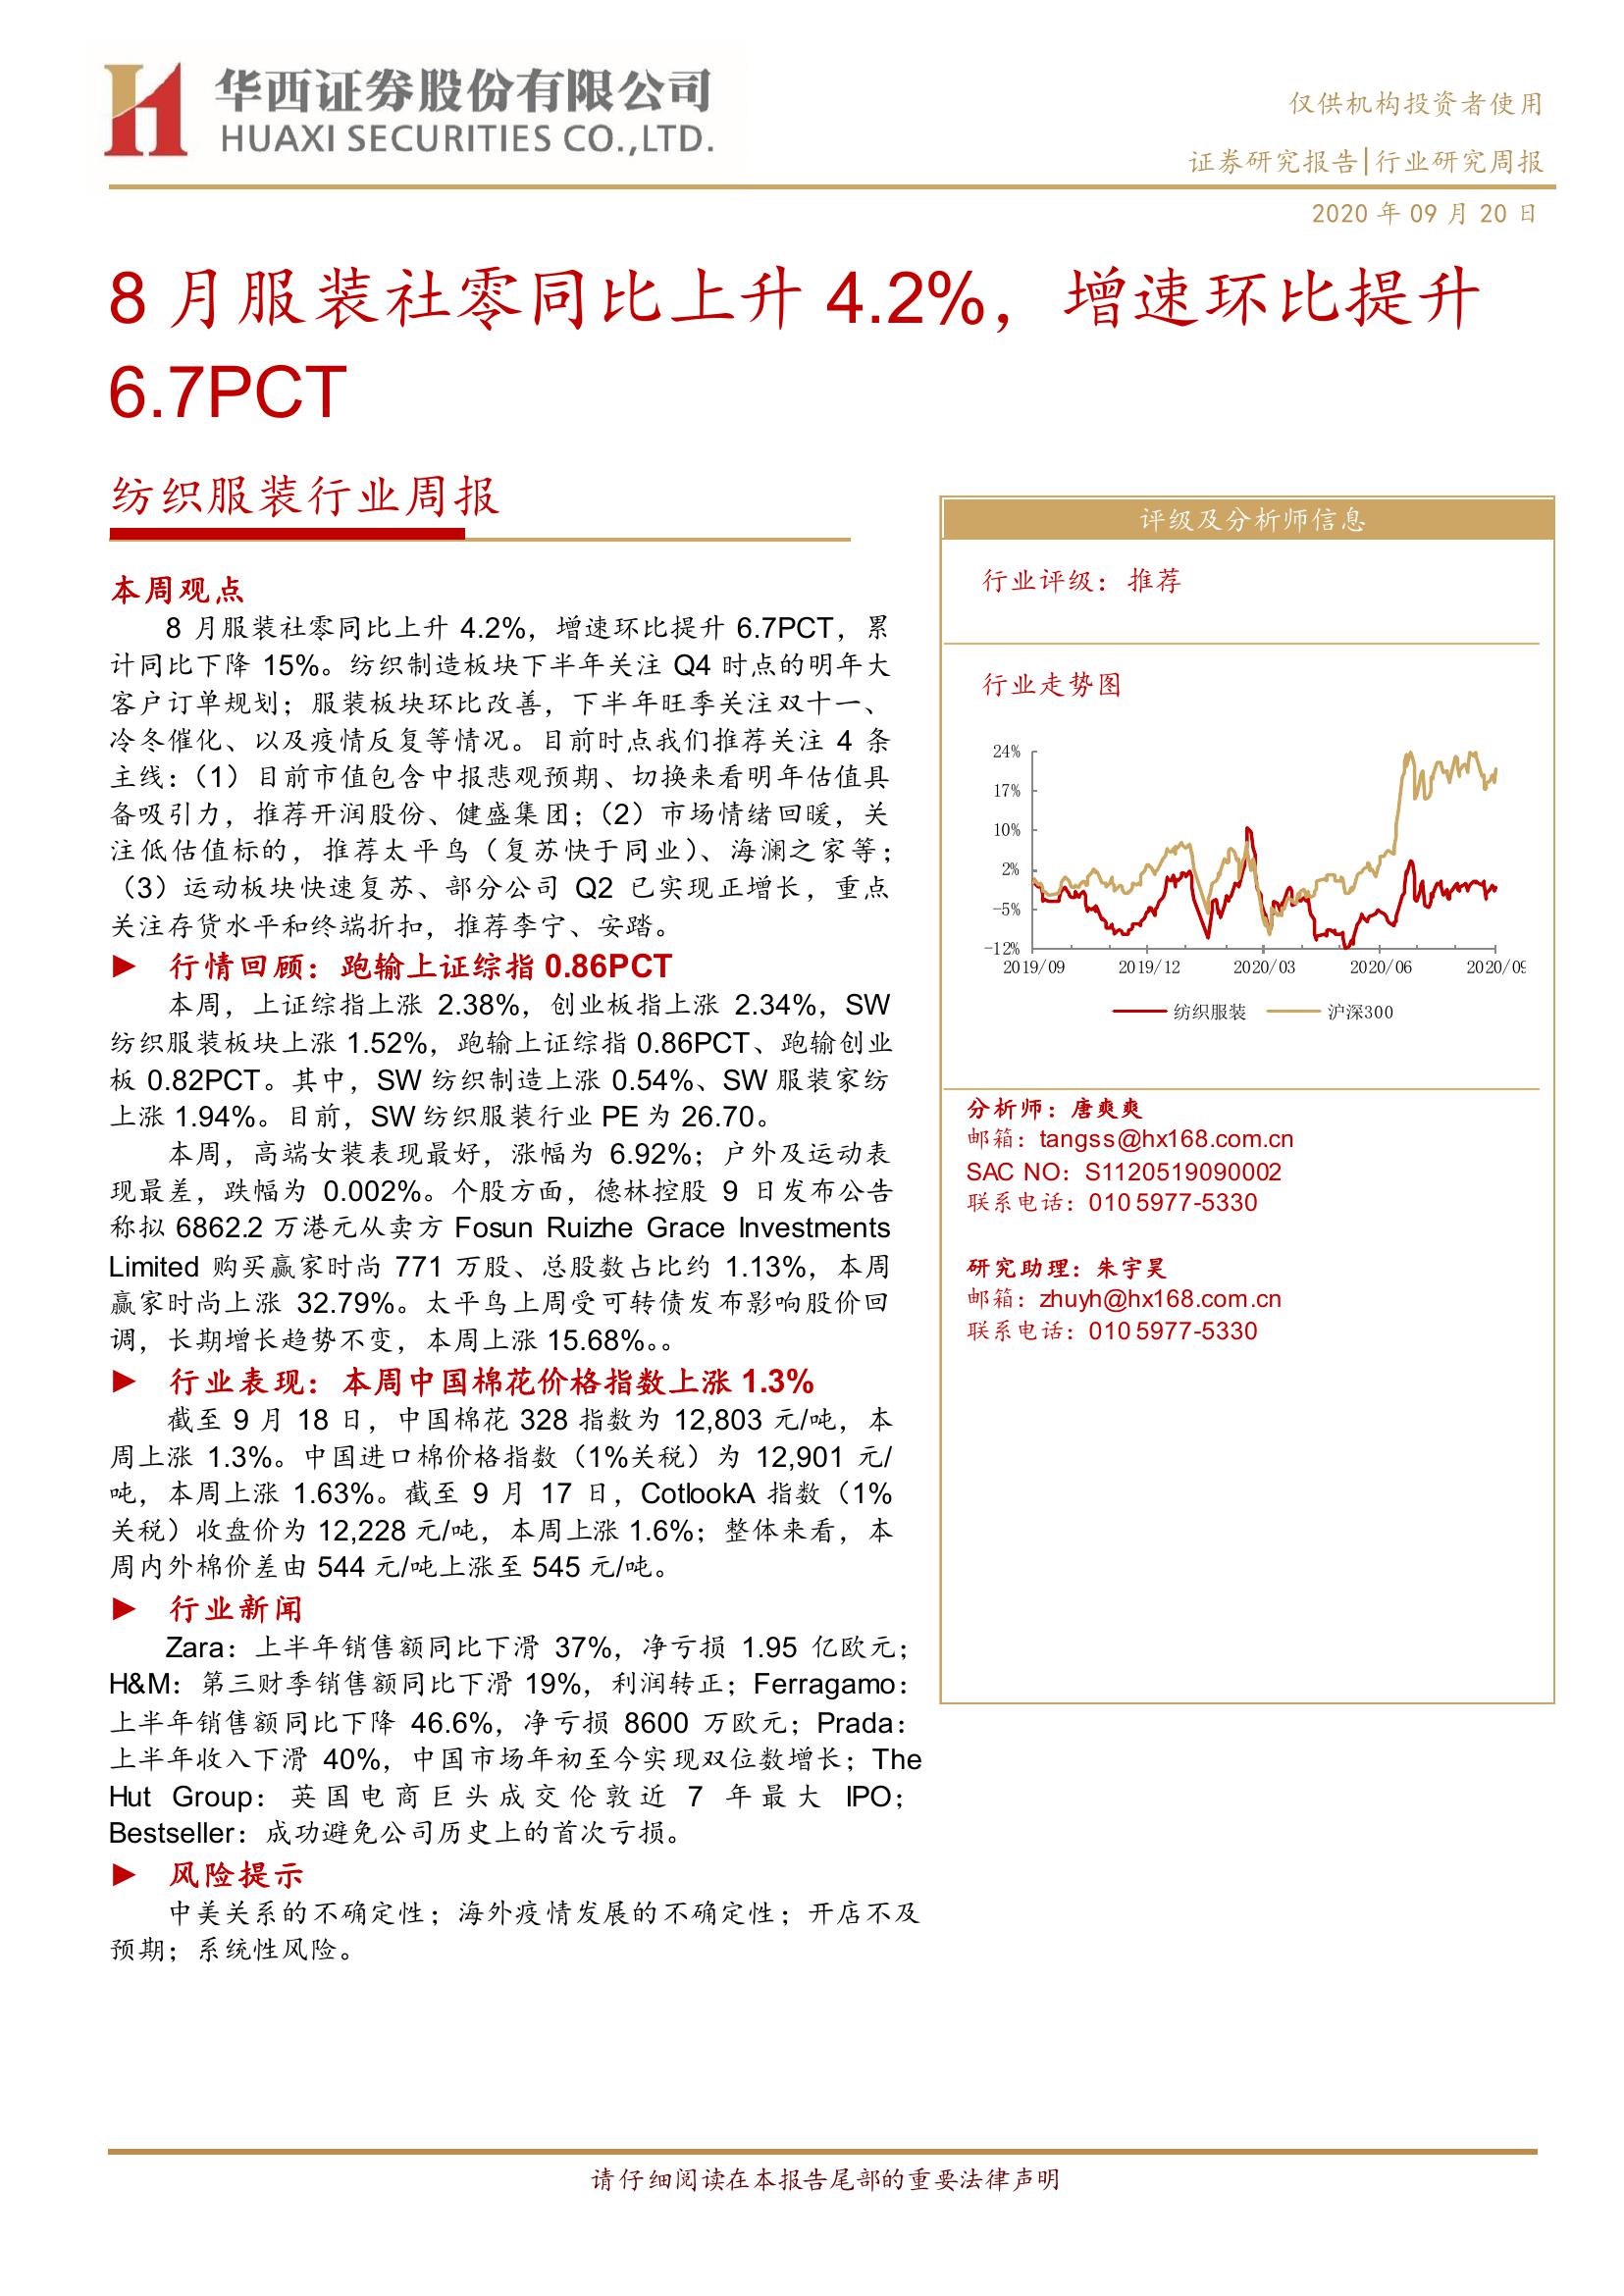 华西证券股份有限公司
HUAXI SECURITIES CO.,LTD.
仅供机构投资者使用
证券研究报告|行业研究周报
2020 年 09 月 20 日
8 月服装社零同比上升 4.2%，增速环比提升
6.7PCT
纺织服装行业周报
本周观点
8 月服装社零同比上升 4.2%，增速环比提升 6.7PCT，累
计同比下降 15%。纺织制造板块下半年关注 Q4 时点的明年大
客户订单规划；服装板块环比改善，下半年旺季关注双十一、
冷冬催化、以及疫情反复等情况。目前时点我们推荐关注 4 条
主线：（1）目前市值包含中报悲观预期、切换来看明年估值具
备吸引力，推荐开润股份、健盛集团；（2）市场情绪回暖，关
注低估值标的，推荐太平鸟（复苏快于同业）、海澜之家等；
（3）运动板块快速复苏、部分公司 Q2 已实现正增长，重点
关注存货水平和终端折扣，推荐李宁、安踏。
► 行情回顾：跑输上证综指 0.86PCT
本周，上证综指上涨 2.38%，创业板指上涨 2.34%，SW
纺织服装板块上涨 1.52%，跑输上证综指 0.86PCT、跑输创业
板 0.82PCT。其中，SW 纺织制造上涨 0.54%、SW 服装家纺
上涨 1.94%。目前，SW 纺织服装行业 PE 为 26.70。
本周，高端女装表现最好，涨幅为 6.92%；户外及运动表
现最差，跌幅为 0.002%。个股方面，德林控股 9 日发布公告
称拟 6862.2 万港元从卖方 Fosun Ruizhe Grace Investments
Limited 购买赢家时尚 771 万股、总股数占比约 1.13%，本周
赢家时尚上涨 32.79%。太平鸟上周受可转债发布影响股价回
调，长期增长趋势不变，本周上涨 15.68%。。
► 行业表现：本周中国棉花价格指数上涨 1.3%
截至 9 月 18 日，中国棉花 328 指数为 12,803 元/吨，本
周上涨 1.3%。中国进口棉价格指数（1%关税）为 12,901 元/
吨，本周上涨 1.63%。截至 9 月 17 日，CotlookA 指数（1%
关税）收盘价为 12,228 元/吨，本周上涨 1.6%；整体来看，本
周内外棉价差由 544 元/吨上涨至 545 元/吨。
► 行业新闻
Zara：上半年销售额同比下滑 37%，净亏损 1.95 亿欧元；
H&M：第三财季销售额同比下滑 19%，利润转正；Ferragamo：
上半年销售额同比下降 46.6%，净亏损 8600 万欧元；Prada：
上半年收入下滑 40%，中国市场年初至今实现双位数增长；The
Hut Group：英国电商巨头成交伦敦近 7 年最大 IPO；
Bestseller：成功避免公司历史上的首次亏损。
► 风险提示
中美关系的不确定性；海外疫情发展的不确定性；开店不及
预期；系统性风险。
评级及分析师信息
行业评级：推荐
行业走势图
24%
17%
10%
2%
-5%
-12%
2019/09 2019/12 2020/03 2020/06 2020/09
纺织服装 沪深300
分析师：唐爽爽
邮箱：tangss@hx168.com.cn
SAC NO：S1120519090002
联系电话：010 5977-5330
研究助理：朱宇昊
邮箱：zhuyh@hx168.com.cn
联系电话：010 5977-5330
请仔细阅读在本报告尾部的重要法律声明